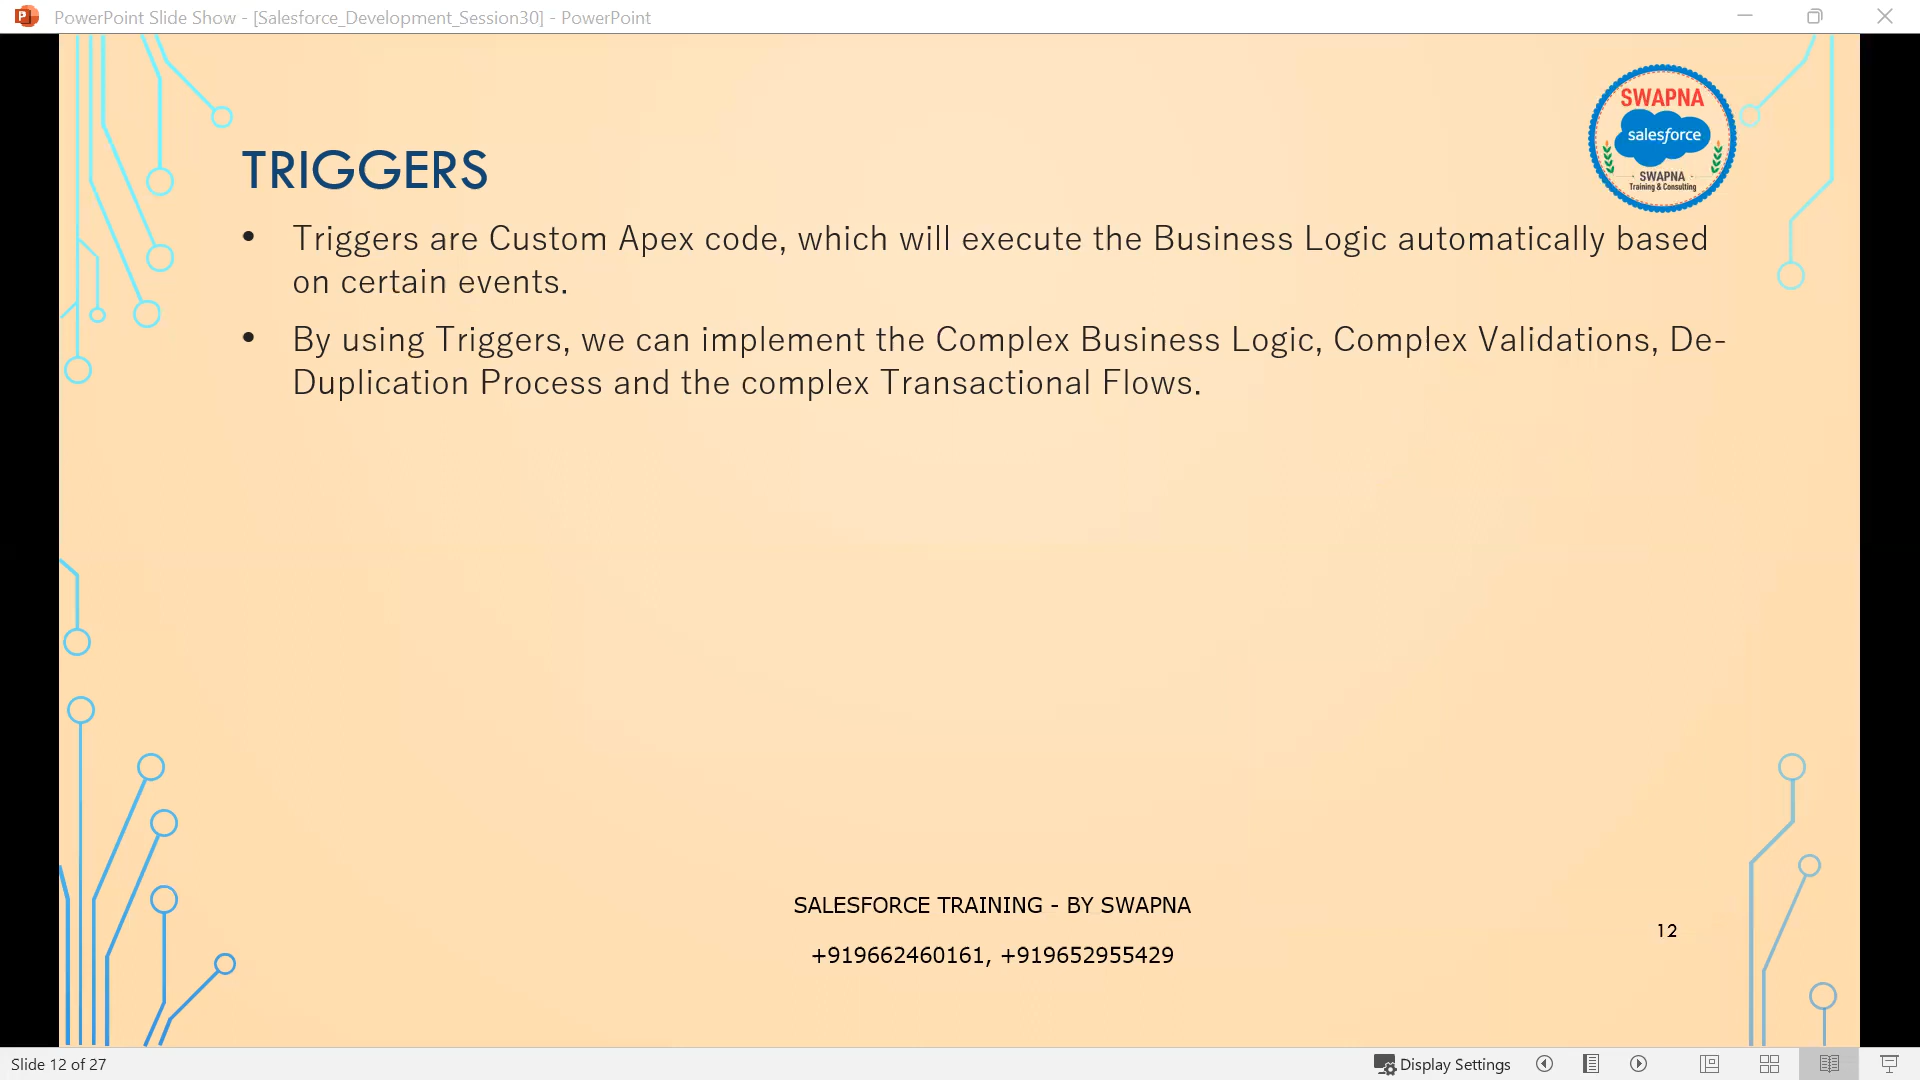 PowerPoint Slide Show - [Salesforce_Development_Session30] - PowerPoint
SWAPNA
salesforce
SWAPNA
Training & Consulting
TRIGGERS
• Triggers are Custom Apex code, which will execute the Business Logic automatically based
on certain events.
• By using Triggers, we can implement the Complex Business Logic, Complex Validations, De-
Duplication Process and the complex Transactional Flows.
SALESFORCE TRAINING - BY SWAPNA
12
+919662460161, +919652955429
Slide 12 of 27
Display Settings